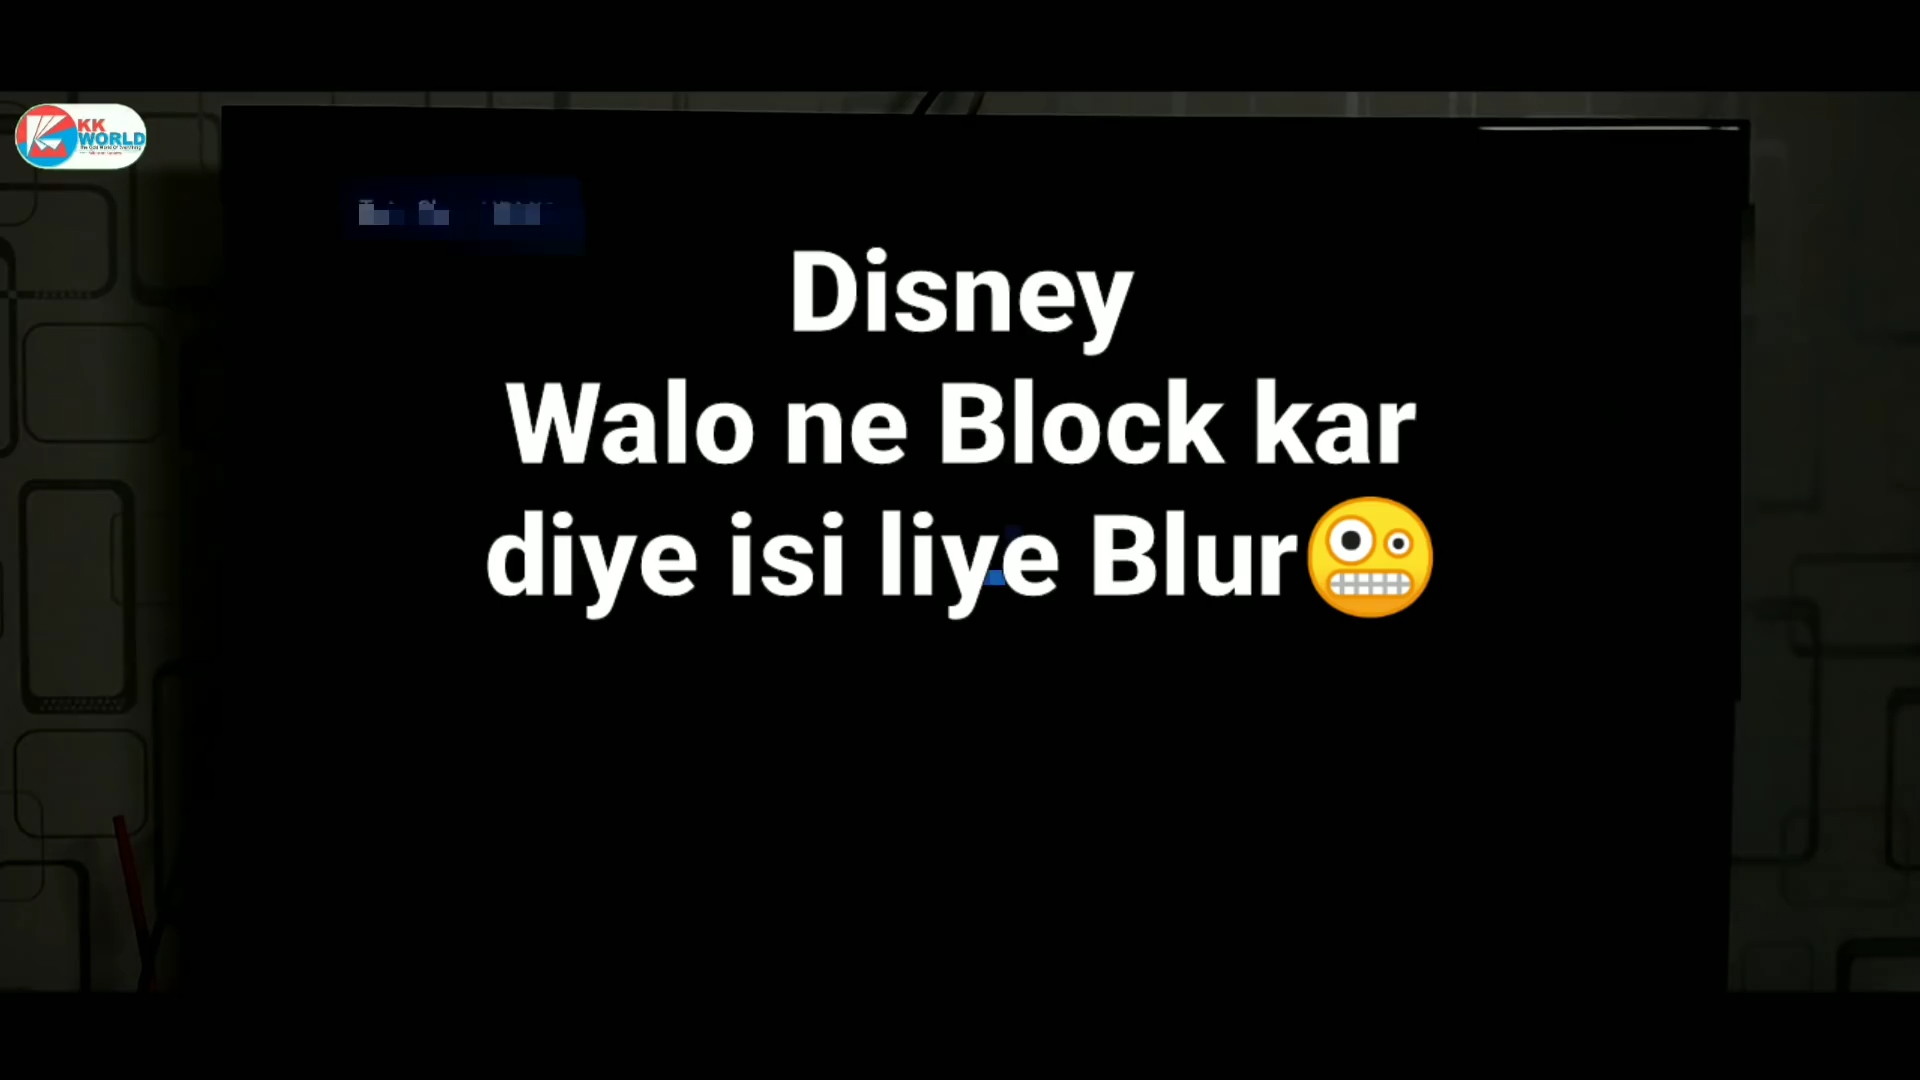 KK
WORLD
Disney
Walo ne Block kar
diye isi liye Blur😬